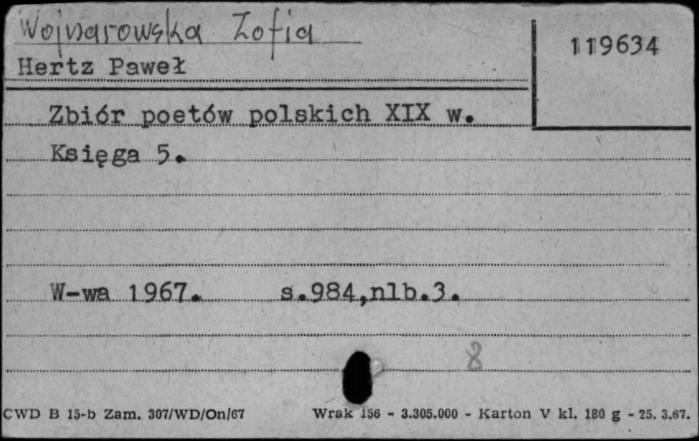 Wojnarowska Zofia
119634
Hertz Paweł
Zbiór poetów polskich XIX w.
Księga 5.
W-wa 1967. s.984,nlb.3.
8
CWD B 15-b Zam. 307/WD/On/67 Wrak 156 - 3.305.000 - Karton V kl. 180 g - 25. 3.67.